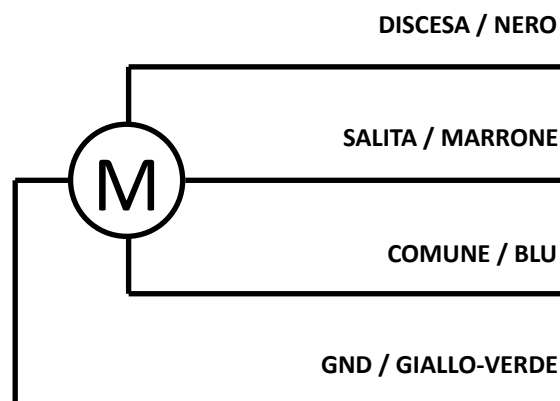 DISCESA / NERO
SALITA / MARRONE
M
COMUNE / BLU
GND / GIALLO-VERDE